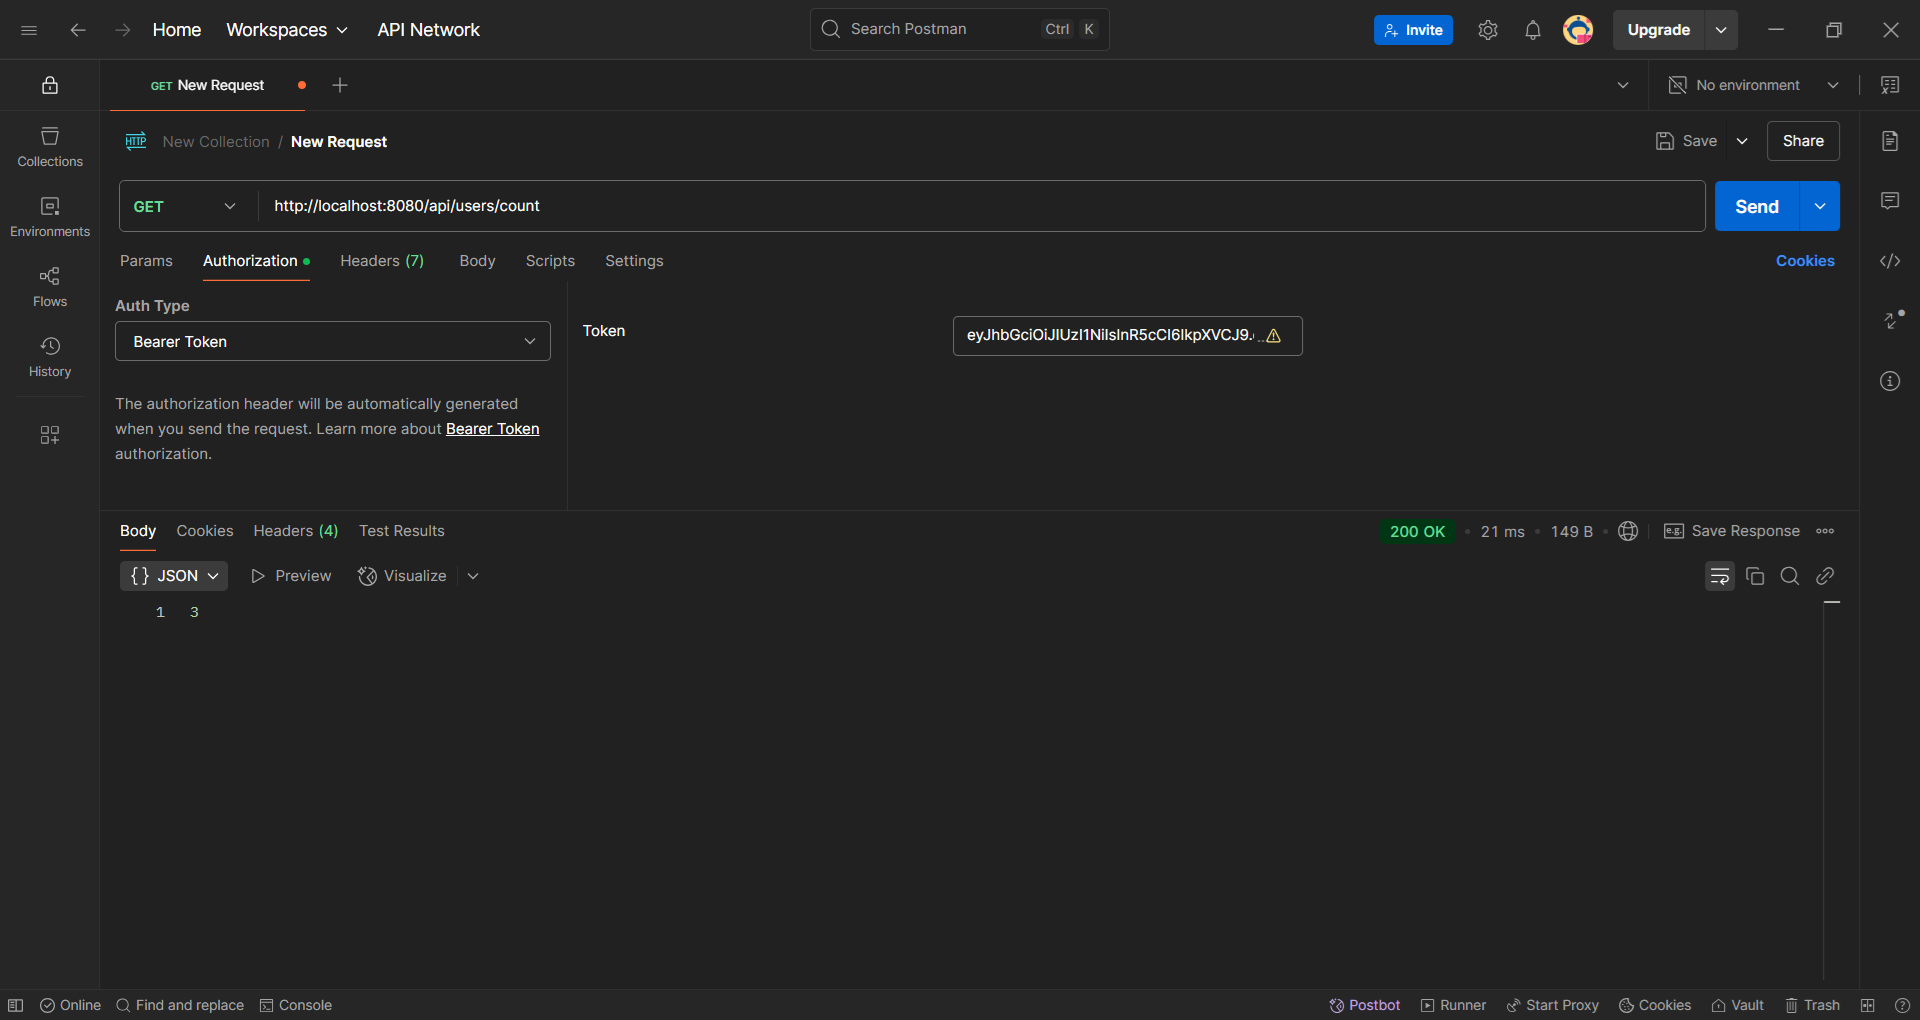 Home Workspaces API Network Search Postman Ctrl K Invite Upgrade
GET New Request No environment
Collections
Environments
Flows
History
HTTP New Collection / New Request Save Share
GET http://localhost:8080/api/users/count Send
Params Authorization Headers (7) Body Scripts Settings Cookies
Auth Type
Bearer Token
Token eyJhbGciOiJIUzI1NiIsInR5cCI6IkpXVCJ9...
The authorization header will be automatically generated
when you send the request. Learn more about Bearer Token
authorization.
Body Cookies Headers (4) Test Results 200 OK • 21 ms • 149 B • e.g. Save Response
{} JSON Preview Visualize
1 3
Online Find and replace Console Postbot Runner Start Proxy Cookies Vault Trash